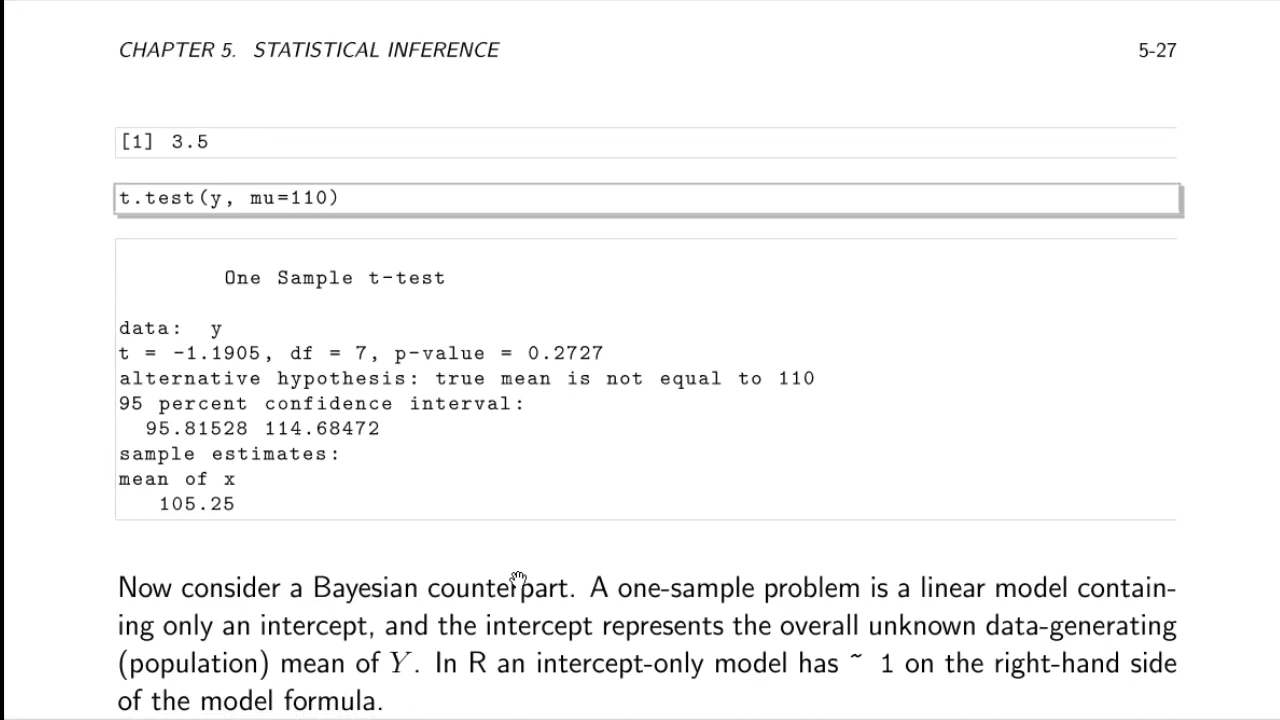 CHAPTER 5. STATISTICAL INFERENCE 5-27
[1] 3.5
t.test(y, mu=110)
One Sample t-test
data: y
t = -1.1905, df = 7, p-value = 0.2727
alternative hypothesis: true mean is not equal to 110
95 percent confidence interval:
95.81528 114.68472
sample estimates:
mean of x
105.25
Now consider a Bayesian counterpart. A one-sample problem is a linear model contain-
ing only an intercept, and the intercept represents the overall unknown data-generating
(population) mean of Y. In R an intercept-only model has ~ 1 on the right-hand side
of the model formula.